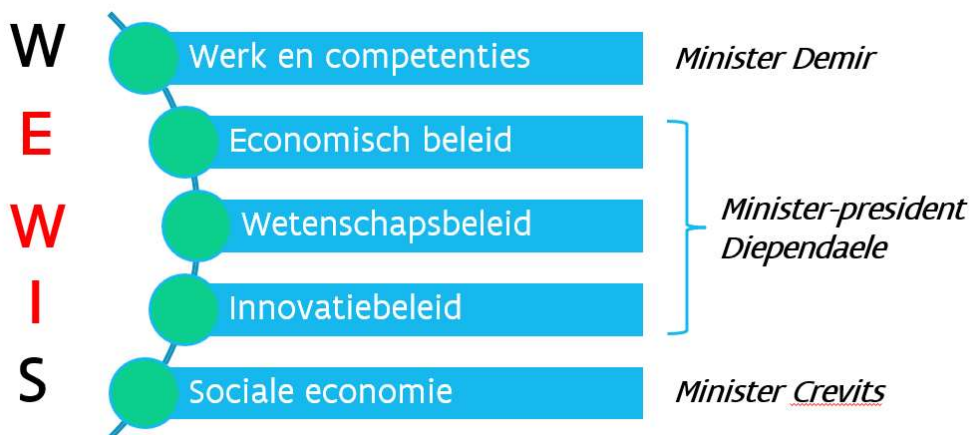 W Werk en competenties Minister Demir
E Economisch beleid
W Wetenschapsbeleid Minister-president
Diependaele
I Innovatiebeleid
S Sociale economie Minister Crevits